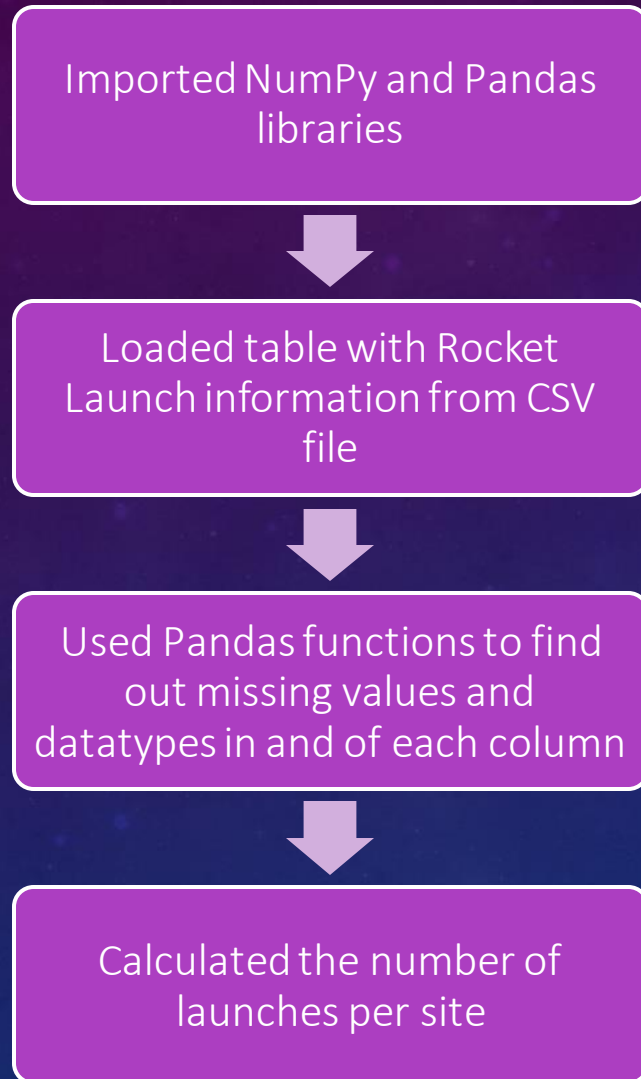 Imported NumPy and Pandas
libraries
Loaded table with Rocket
Launch information from CSV
file
Used Pandas functions to find
out missing values and
datatypes in and of each column
Calculated the number of
launches per site